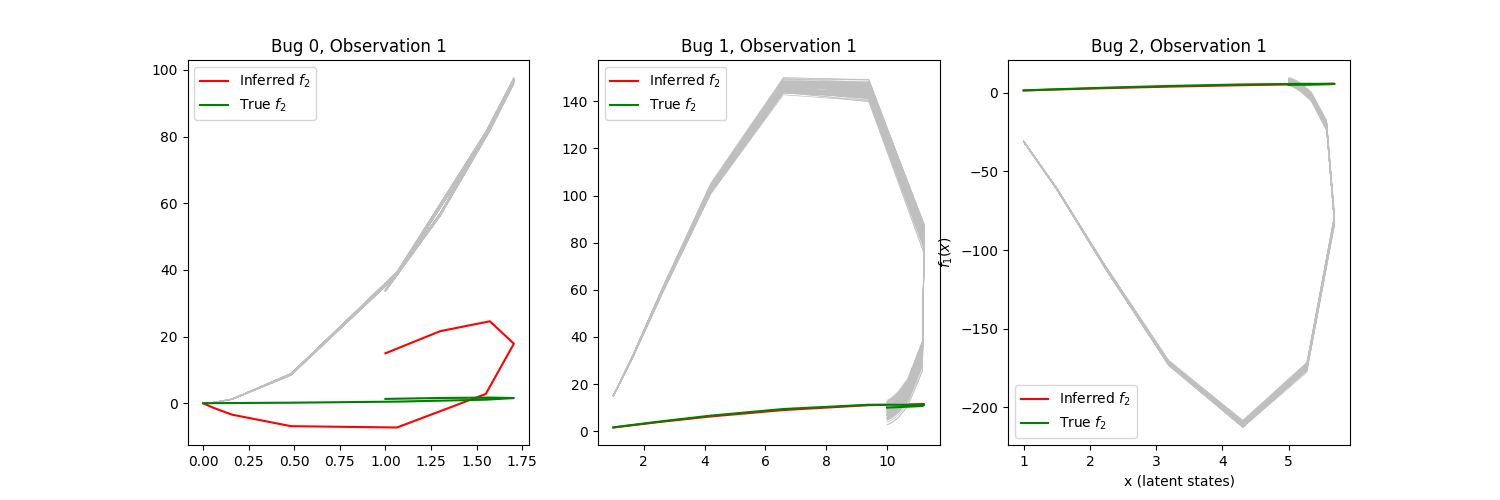 Bug 0, Observation 1
Inferred f₂
True f₂
100
80
60
40
20
0
0.00 0.25 0.50 0.75 1.00 1.25 1.50 1.75
Bug 1, Observation 1
Inferred f₂
True f₂
140
120
100
80
60
40
20
0
2 4 6 8 10
Bug 2, Observation 1
f₁(x)
0
−50
−100
−150
−200
Inferred f₂
True f₂
1 2 3 4 5
x (latent states)